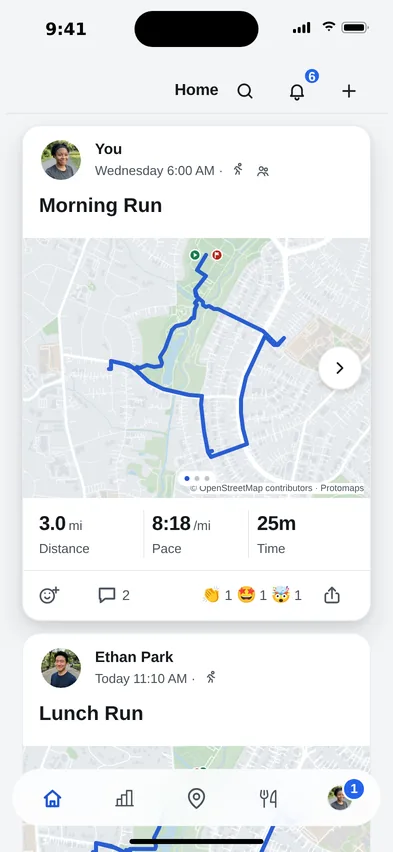 9:41
Home
6
You
Wednesday 6:00 AM ·
Morning Run
© OpenStreetMap contributors · Protomaps
3.0 mi
8:18 /mi
25m
Distance
Pace
Time
2
1
1
1
Ethan Park
Today 11:10 AM ·
Lunch Run
1